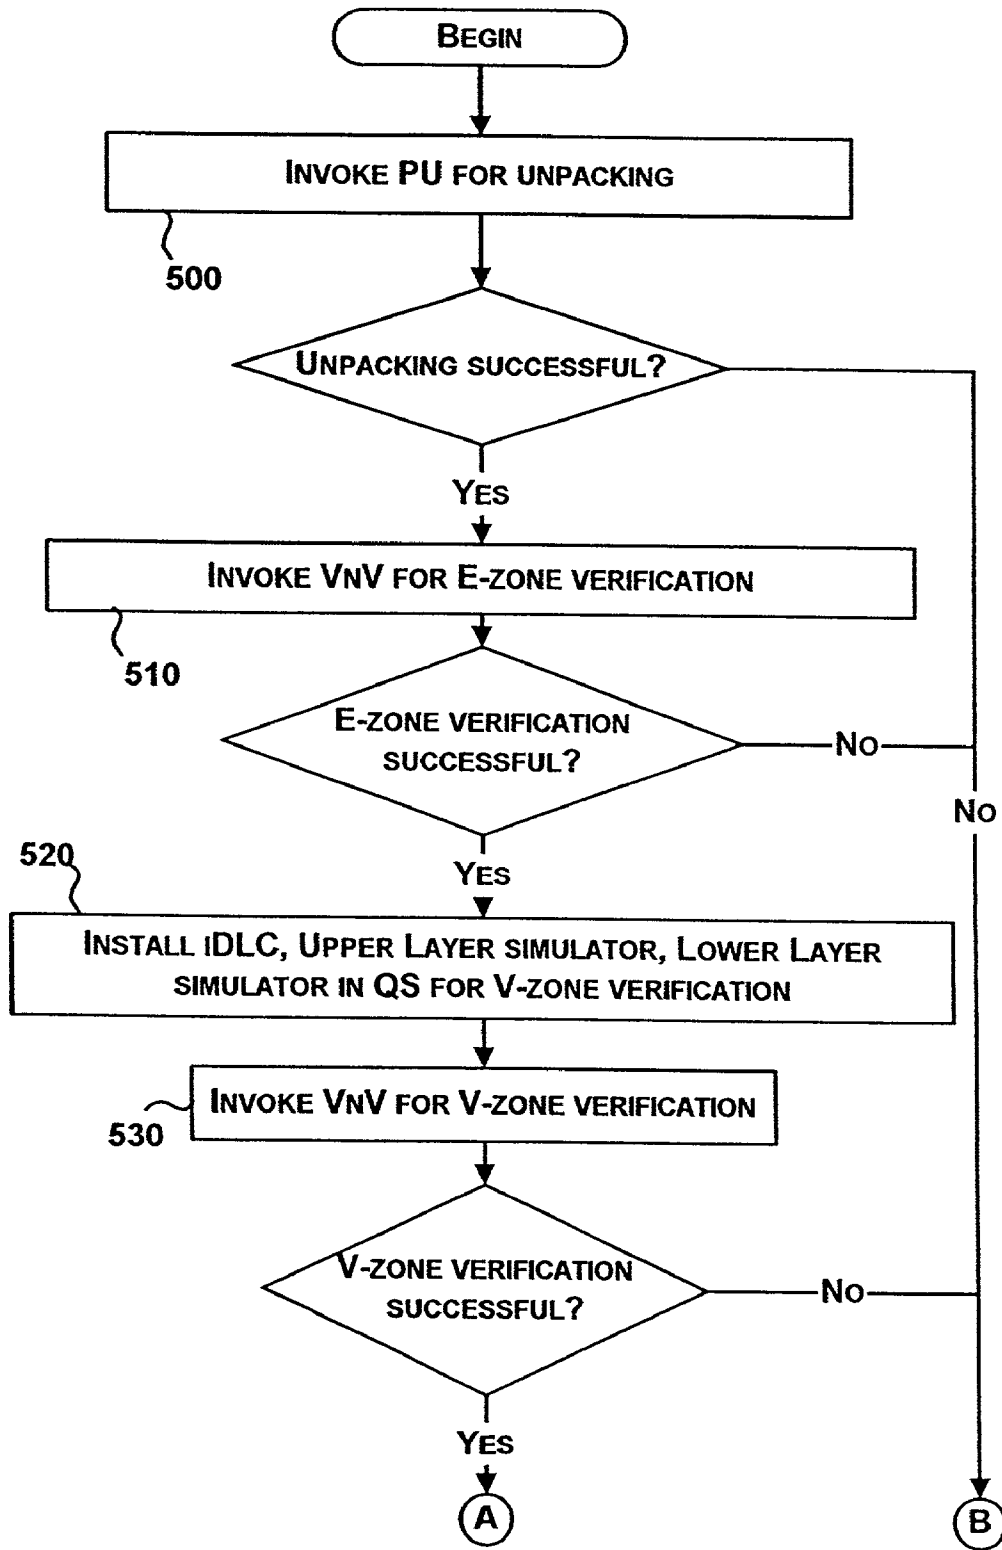 BEGIN
INVOKE PU FOR UNPACKING
500
UNPACKING SUCCESSFUL?
YES
INVOKE VNV FOR E-ZONE VERIFICATION
510
E-ZONE VERIFICATION
SUCCESSFUL?
NO
NO
YES
520
INSTALL IDLC, UPPER LAYER SIMULATOR, LOWER LAYER
SIMULATOR IN QS FOR V-ZONE VERIFICATION
INVOKE VNV FOR V-ZONE VERIFICATION
530
V-ZONE VERIFICATION
SUCCESSFUL?
NO
YES
A
B